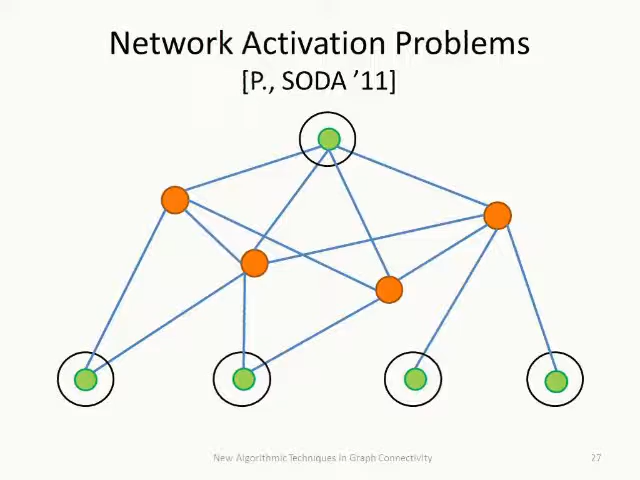 Network Activation Problems
[P., SODA ’11]
New Algorithmic Techniques in Graph Connectivity
27